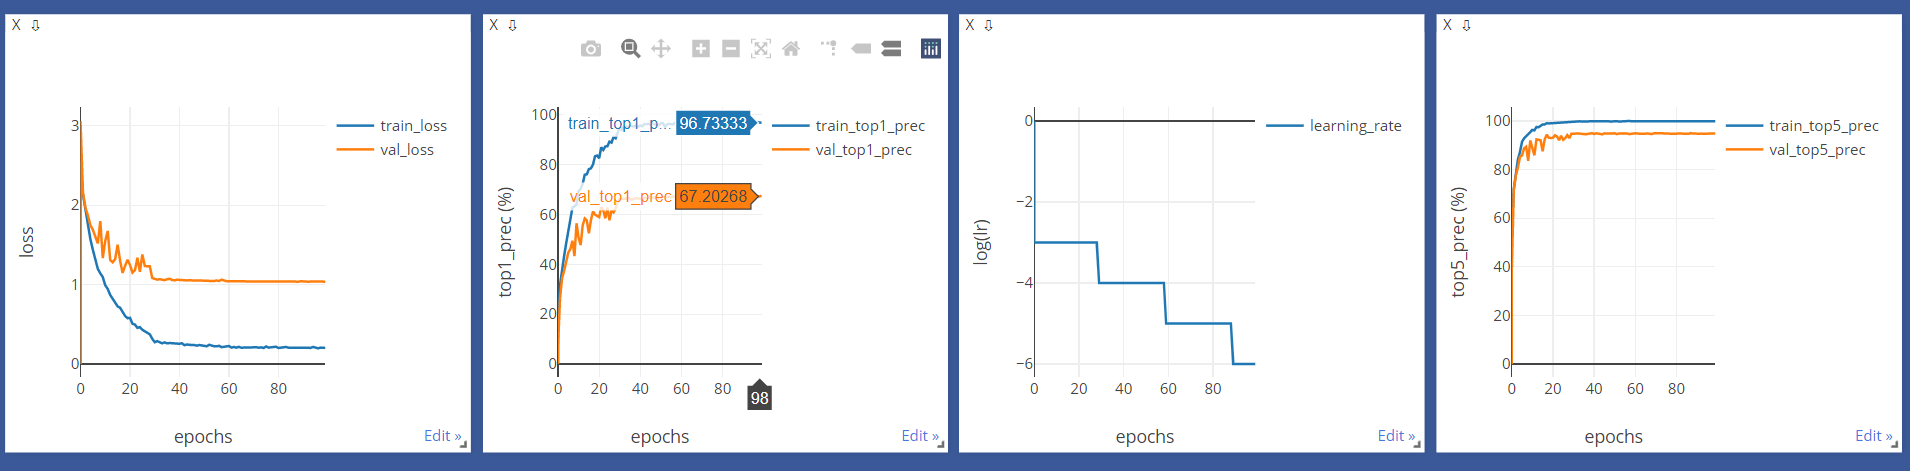 X ⇩
3
2
1
0
0 20 40 60 80
loss
epochs
train_loss
val_loss
Edit »
X ⇩
100
80
60
40
20
0
0 20 40 60 80
top1_prec (%)
epochs
train_top1_p... 96.73333
val_top1_prec 67.20268
98
train_top1_prec
val_top1_prec
Edit »
X ⇩
0
−2
−4
−6
0 20 40 60 80
log(lr)
epochs
learning_rate
Edit »
X ⇩
100
80
60
40
20
0
0 20 40 60 80
top5_prec (%)
epochs
train_top5_prec
val_top5_prec
Edit »